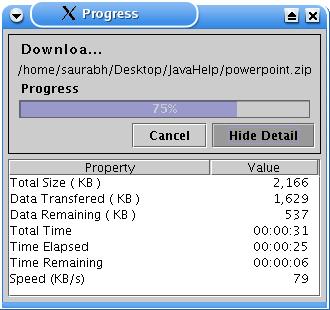 X Progress
Downloa...
/home/saurabh/Desktop/JavaHelp/powerpoint.zip
Progress
75%
Cancel Hide Detail
Property Value
Total Size ( KB ) 2,166
Data Transfered ( KB ) 1,629
Data Remaining ( KB ) 537
Total Time 00:00:31
Time Elapsed 00:00:25
Time Remaining 00:00:06
Speed (KB/s) 79